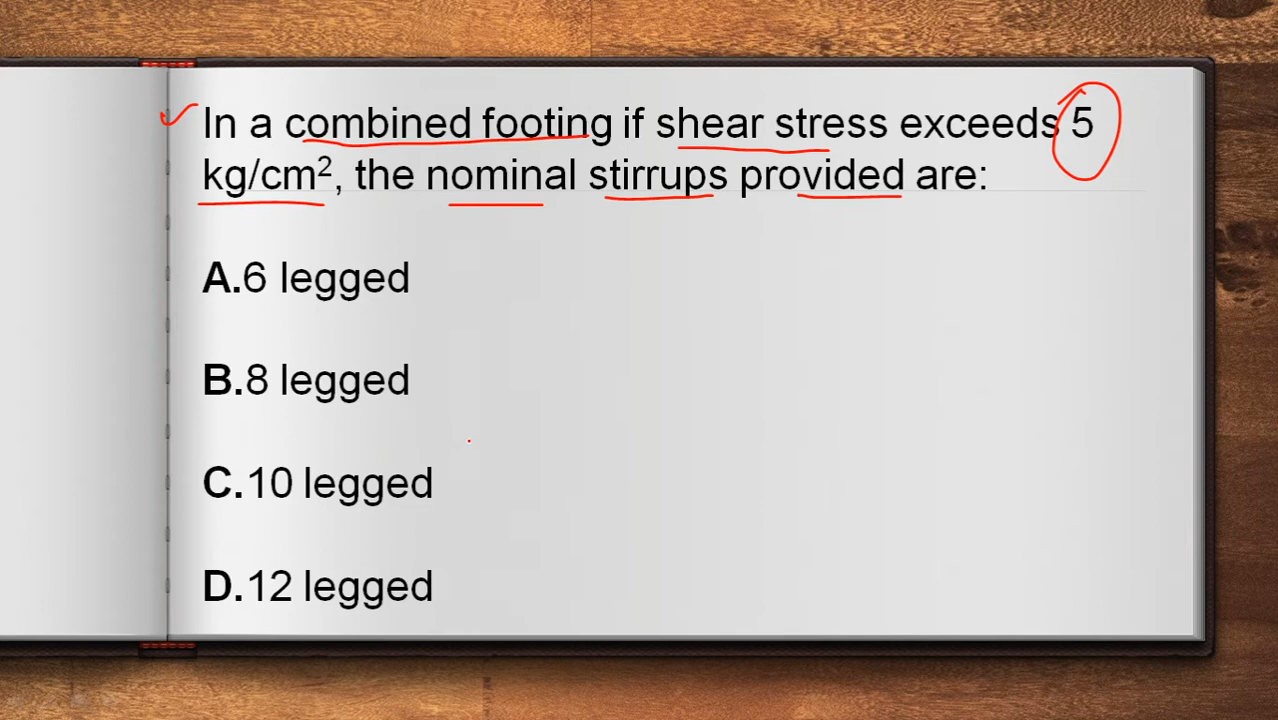 In a combined footing if shear stress exceeds 5
kg/cm², the nominal stirrups provided are:
A.6 legged
B.8 legged
C.10 legged
D.12 legged